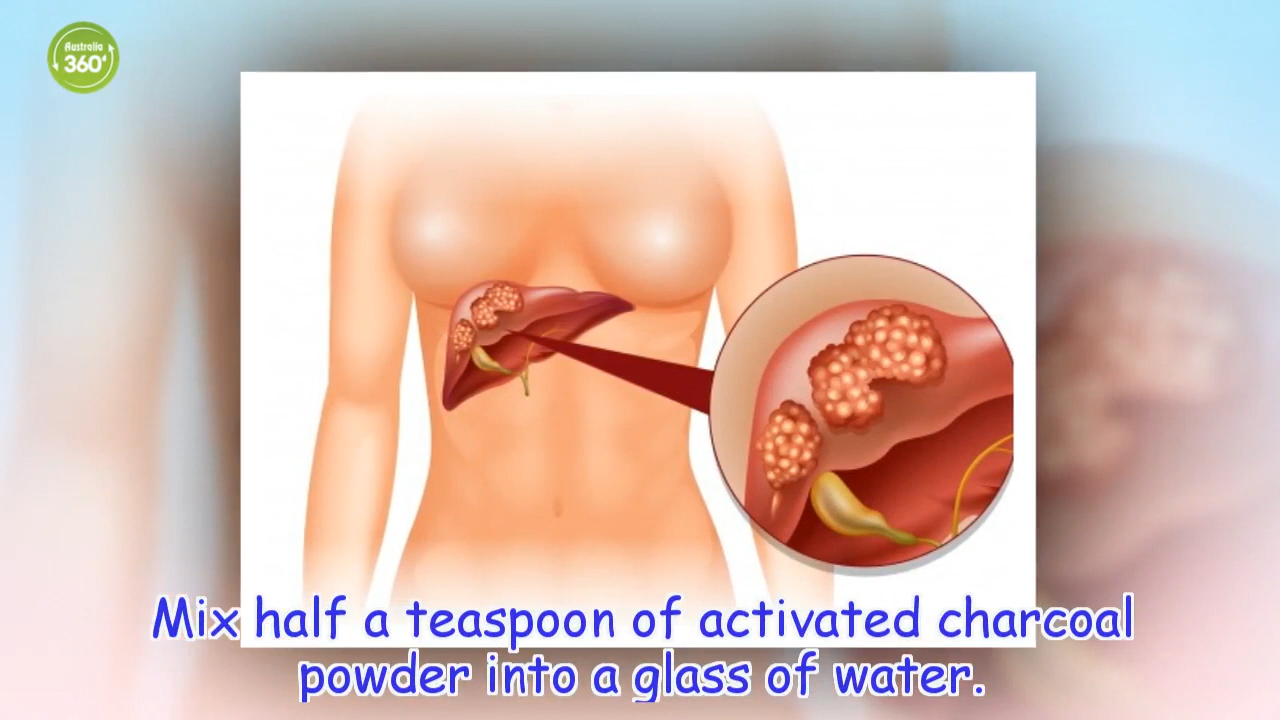 Australia
360°
Mix half a teaspoon of activated charcoal
powder into a glass of water.